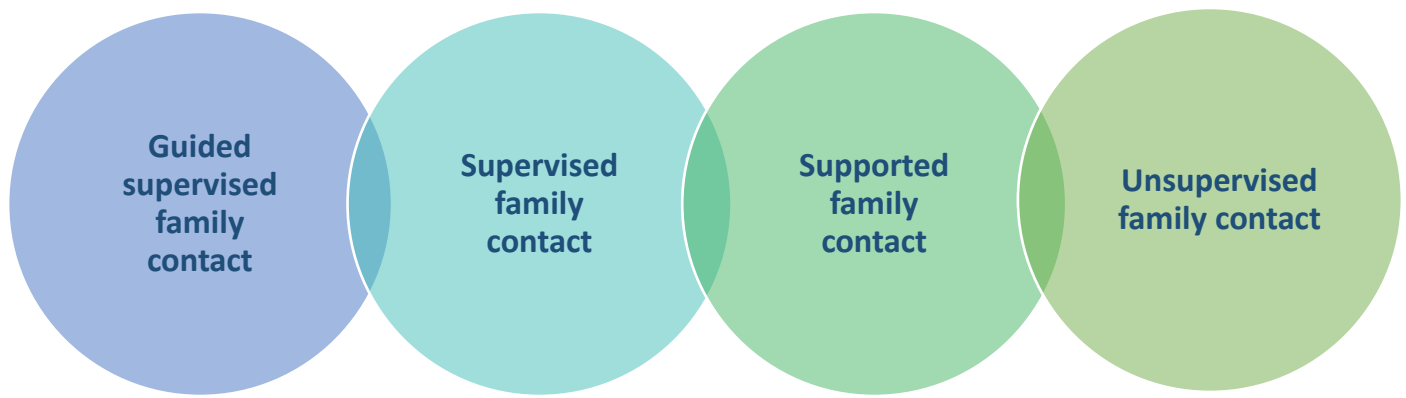 Guided
supervised
family
contact
Supervised
family
contact
Supported
family
contact
Unsupervised
family contact